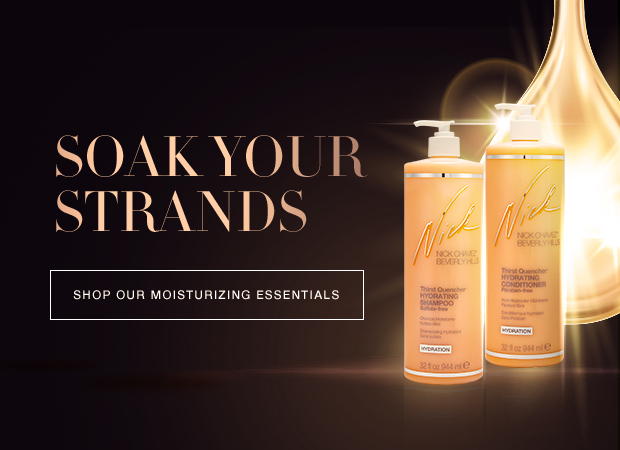 SOAK YOUR
STRANDS
SHOP OUR MOISTURIZING ESSENTIALS
Nick
NICK CHAVEZ
BEVERLY HILLS
Thirst Quencher
HYDRATING
SHAMPOO
Sulfate-free
HYDRATION
32 fl oz 944 ml e
Nick
NICK CHAVEZ
BEVERLY HILLS
Thirst Quencher
HYDRATING
CONDITIONER
Paraben-free
HYDRATION
32 fl oz 944 ml e